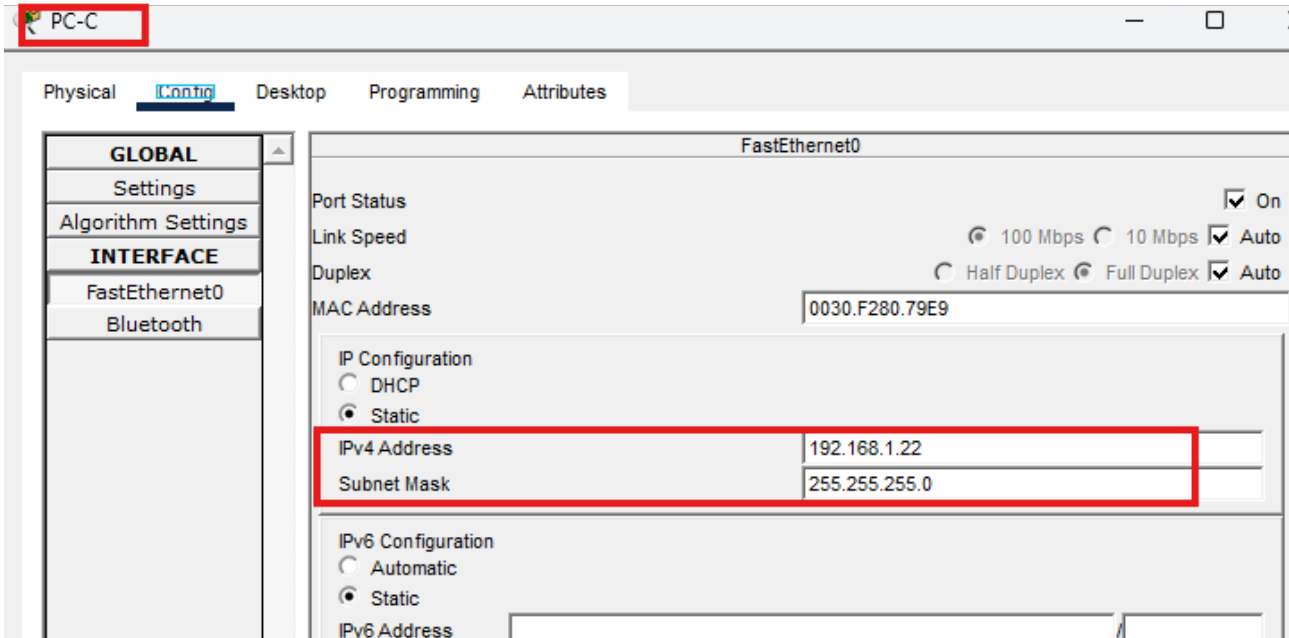 PC-C
Physical Config Desktop Programming Attributes
GLOBAL
Settings
Algorithm Settings
INTERFACE
FastEthernet0
Bluetooth
FastEthernet0
Port Status On
Link Speed 100 Mbps 10 Mbps Auto
Duplex Half Duplex Full Duplex Auto
MAC Address 0030.F280.79E9
IP Configuration
DHCP
Static
IPv4 Address 192.168.1.22
Subnet Mask 255.255.255.0
IPv6 Configuration
Automatic
Static
IPv6 Address /